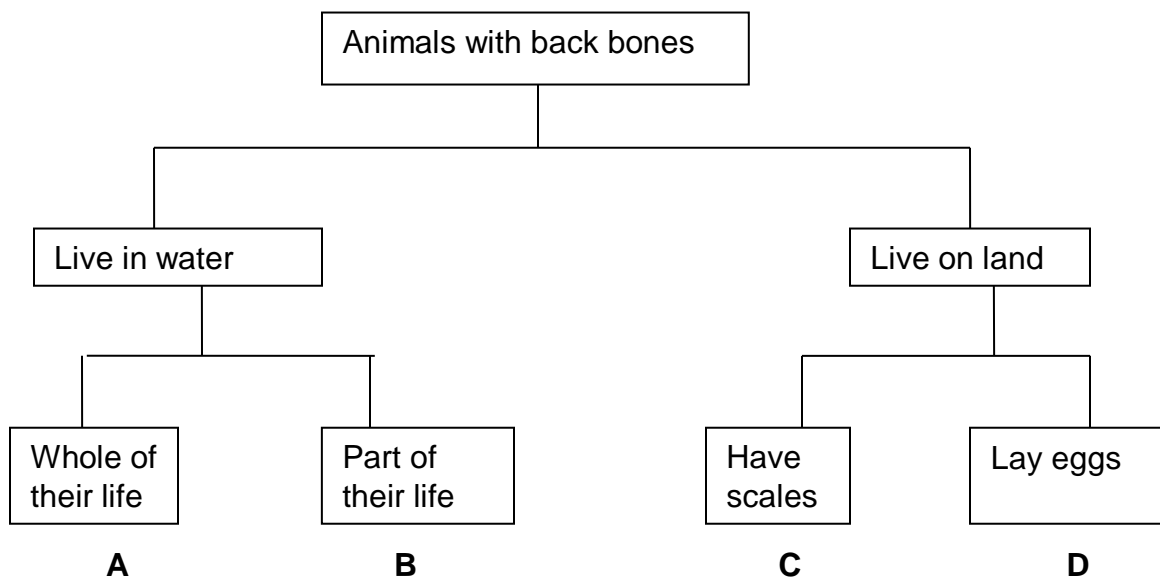 Animals with back bones
Live in water
Live on land
Whole of
their life
Part of
their life
Have
scales
Lay eggs
A
B
C
D